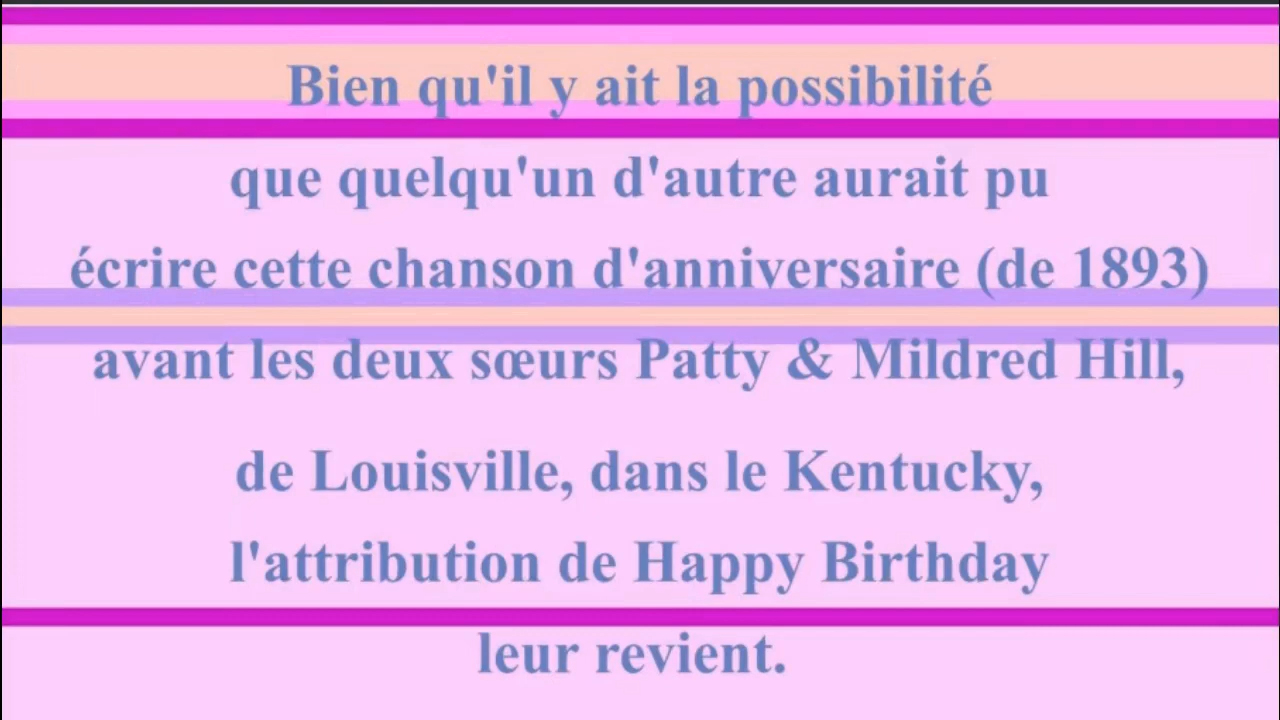 Bien qu'il y ait la possibilité
que quelqu'un d'autre aurait pu
écrire cette chanson d'anniversaire (de 1893)
avant les deux sœurs Patty & Mildred Hill,
de Louisville, dans le Kentucky,
l'attribution de Happy Birthday
leur revient.